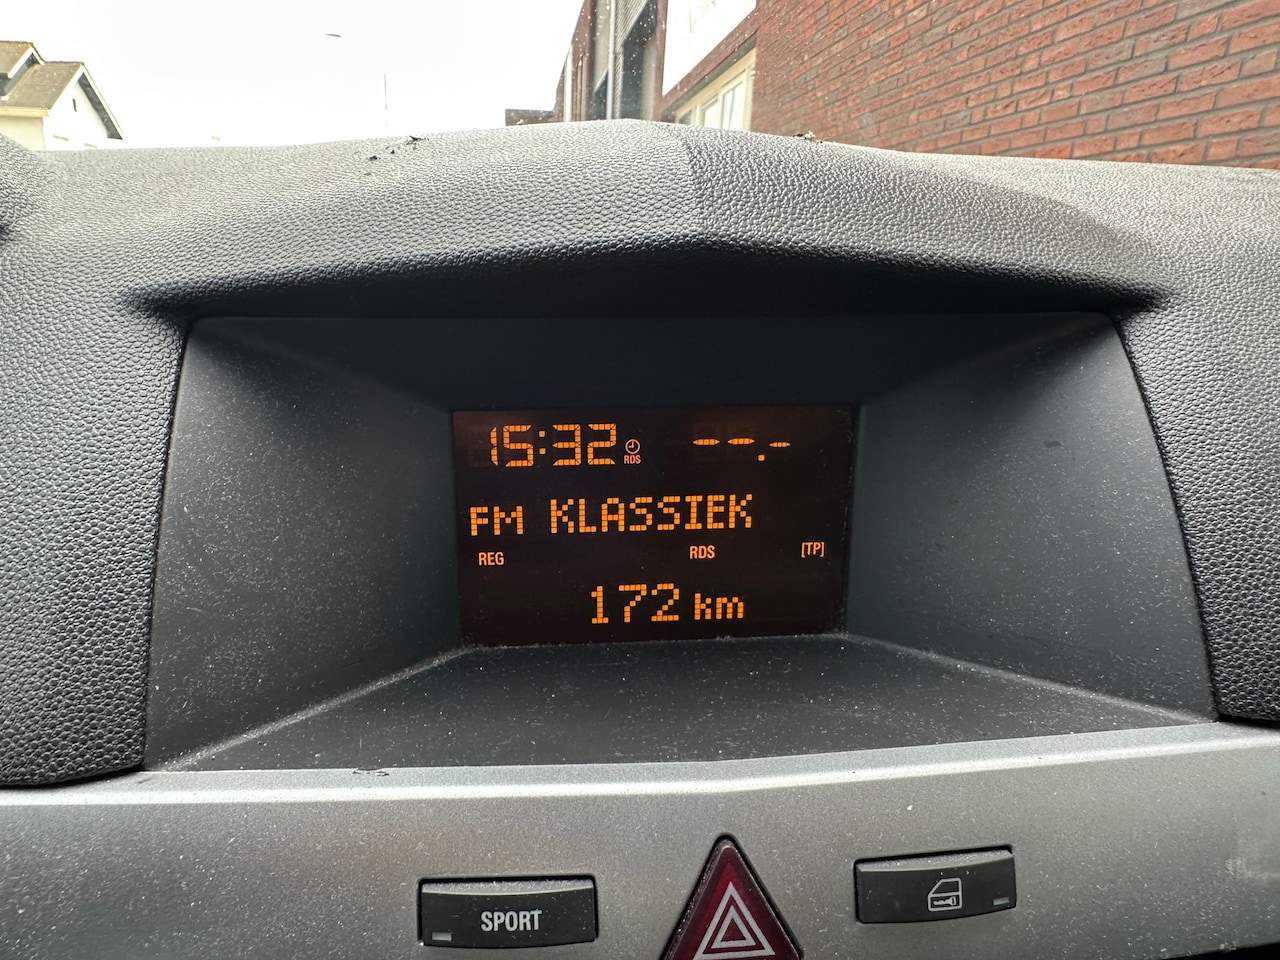 15:32 RDS --.-
FM KLASSIEK
REG RDS [TP]
172 km
SPORT